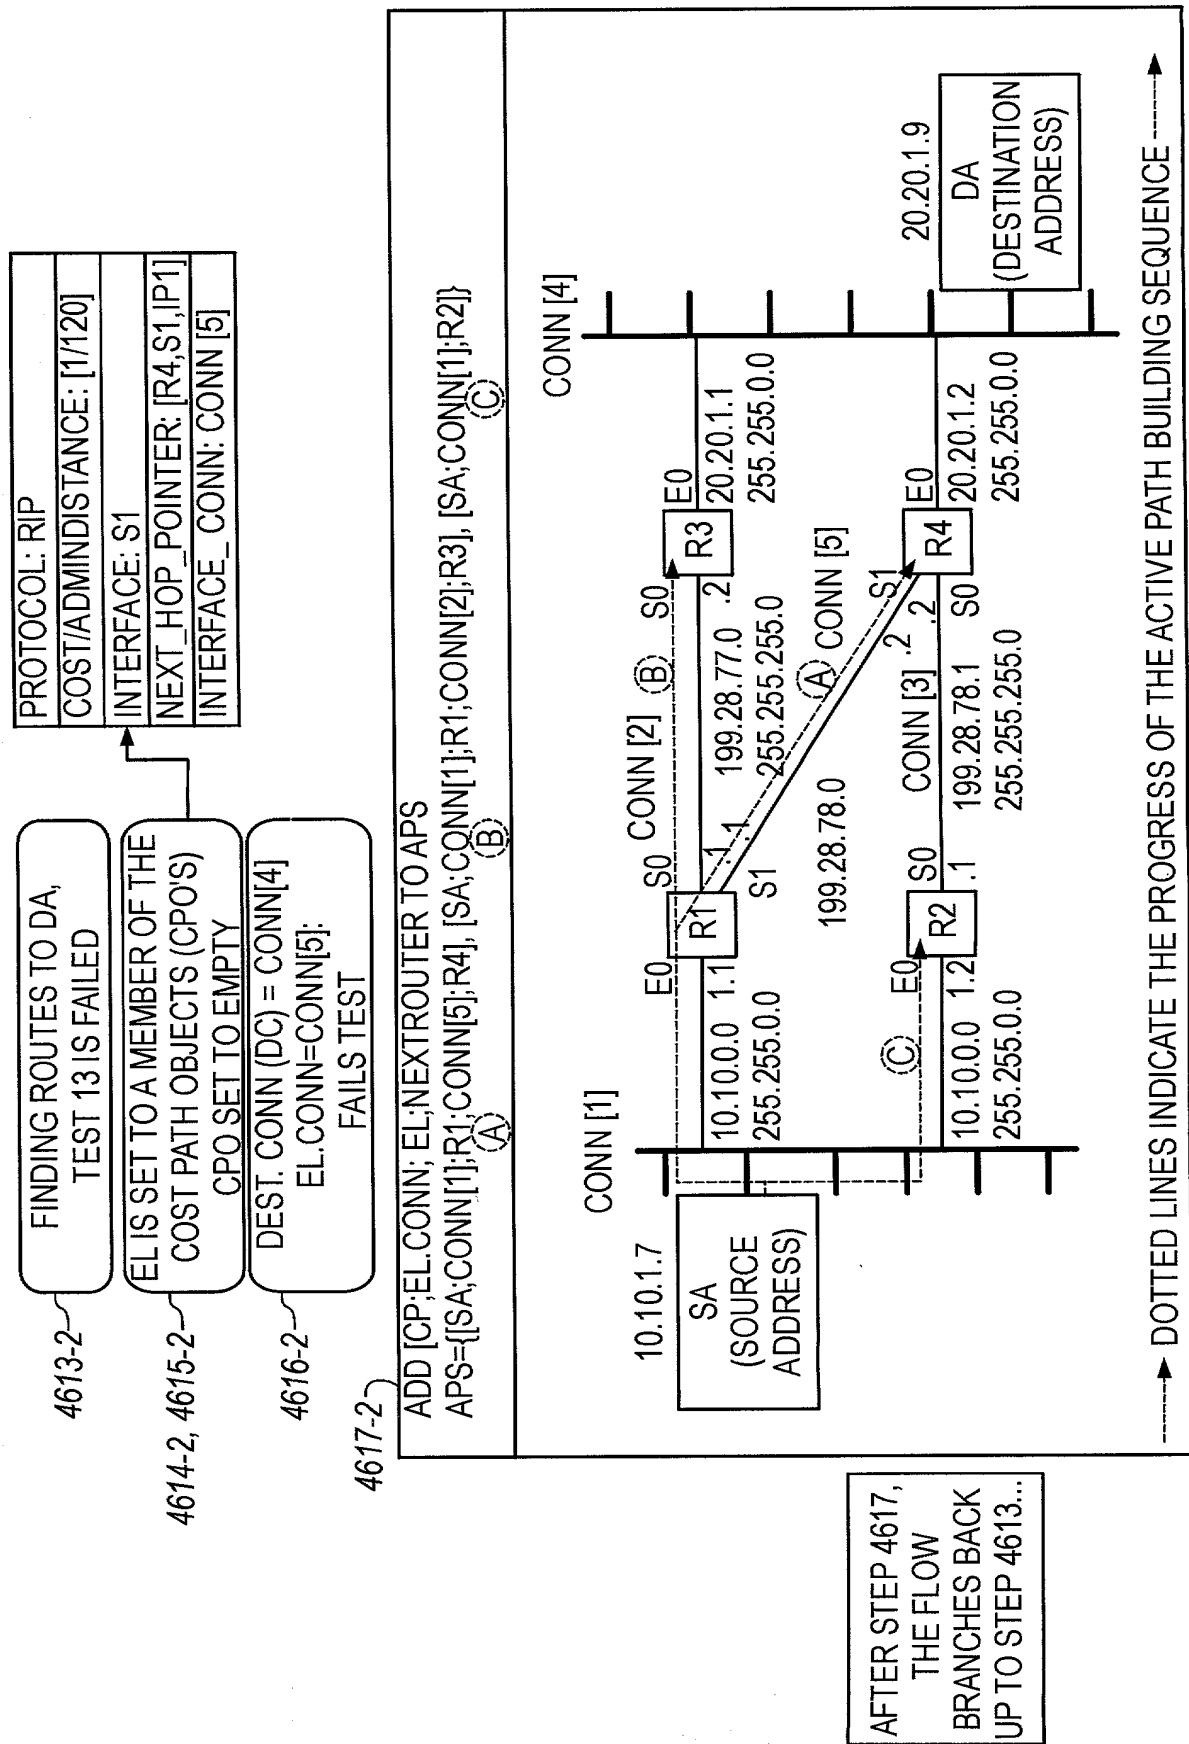 4613-2
FINDING ROUTES TO DA,
TEST 13 IS FAILED
4614-2, 4615-2
EL IS SET TO A MEMBER OF THE
COST PATH OBJECTS (CPO'S)
CPO SET TO EMPTY
4616-2
DEST. CONN (DC) = CONN[4]
EL.CONN=CONN[5]:
FAILS TEST
PROTOCOL: RIP
COST/ADMINDISTANCE: [1/120]
INTERFACE: S1
NEXT_HOP_POINTER: [R4,S1,IP1]
INTERFACE_CONN: CONN [5]
4617-2
ADD [CP;EL.CONN; EL;NEXTROUTER TO APS
APS={[SA;CONN[1];R1;CONN[5];R4], [SA;CONN[1];R1;CONN[2];R3], [SA;CONN[1];R2]}
A
B
C
CONN [1]
CONN [4]
10.10.1.7
SA
(SOURCE
ADDRESS)
E0
R1
S0
CONN [2]
B
S0
R3
E0
10.10.0.0
1.1
255.255.0.0
.1
199.28.77.0
255.255.255.0
.2
20.20.1.1
255.255.0.0
S1
.1
199.28.78.0
A
CONN [5]
S1
.2
C
E0
R2
S0
CONN [3]
.2
S0
R4
E0
10.10.0.0
1.2
255.255.0.0
.1
199.28.78.1
255.255.255.0
20.20.1.2
255.255.0.0
20.20.1.9
DA
(DESTINATION
ADDRESS)
DOTTED LINES INDICATE THE PROGRESS OF THE ACTIVE PATH BUILDING SEQUENCE
AFTER STEP 4617,
THE FLOW
BRANCHES BACK
UP TO STEP 4613...